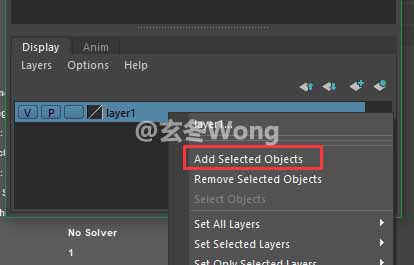 Display Anim
Layers Options Help
V P layer1
layer1...
@玄冬Wong
Add Selected Objects
Remove Selected Objects
Select Objects
Set All Layers
Set Selected Layers
Set Only Selected Layers
No Solver
1